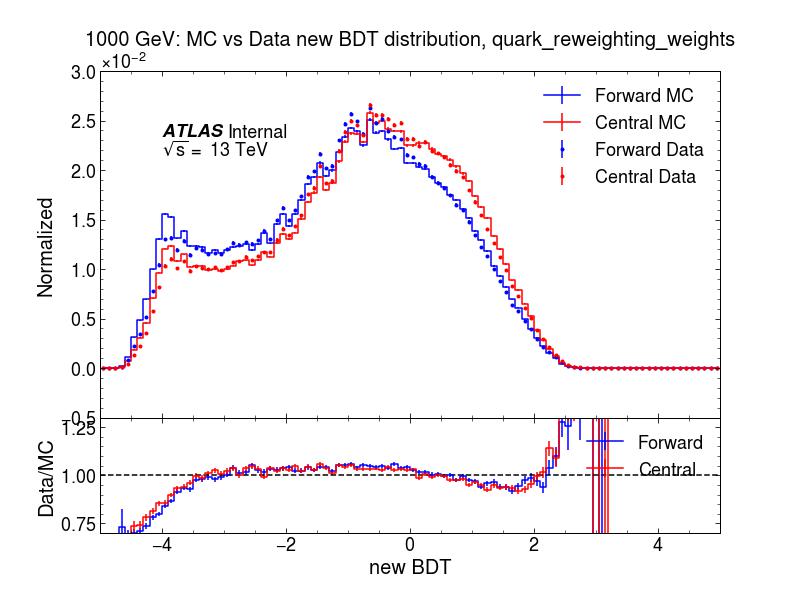 1000 GeV: MC vs Data new BDT distribution, quark_reweighting_weights
×10⁻²
3.0
2.5
2.0
1.5
1.0
0.5
0.0
Normalized
ATLAS Internal
√s = 13 TeV
Forward MC
Central MC
Forward Data
Central Data
−0.5
1.25
1.00
0.75
Data/MC
Forward
Central
−4 −2 0 2 4
new BDT